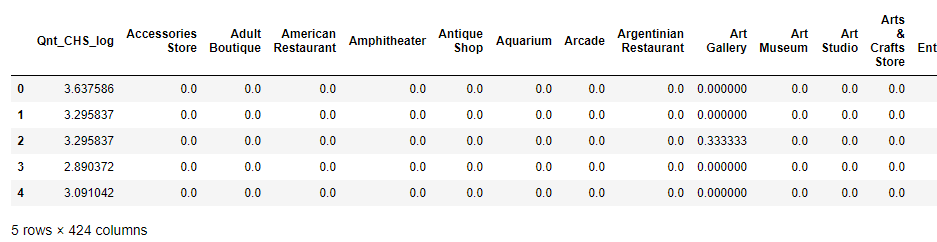 Qnt_CHS_log Accessories Store Adult Boutique American Restaurant Amphitheater Antique Shop Aquarium Arcade Argentinian Restaurant Art Gallery Art Museum Art Studio Arts & Crafts Store Ent
0 3.637586 0.0 0.0 0.0 0.0 0.0 0.0 0.0 0.0 0.000000 0.0 0.0 0.0
1 3.295837 0.0 0.0 0.0 0.0 0.0 0.0 0.0 0.0 0.000000 0.0 0.0 0.0
2 3.295837 0.0 0.0 0.0 0.0 0.0 0.0 0.0 0.0 0.333333 0.0 0.0 0.0
3 2.890372 0.0 0.0 0.0 0.0 0.0 0.0 0.0 0.0 0.000000 0.0 0.0 0.0
4 3.091042 0.0 0.0 0.0 0.0 0.0 0.0 0.0 0.0 0.000000 0.0 0.0 0.0
5 rows × 424 columns